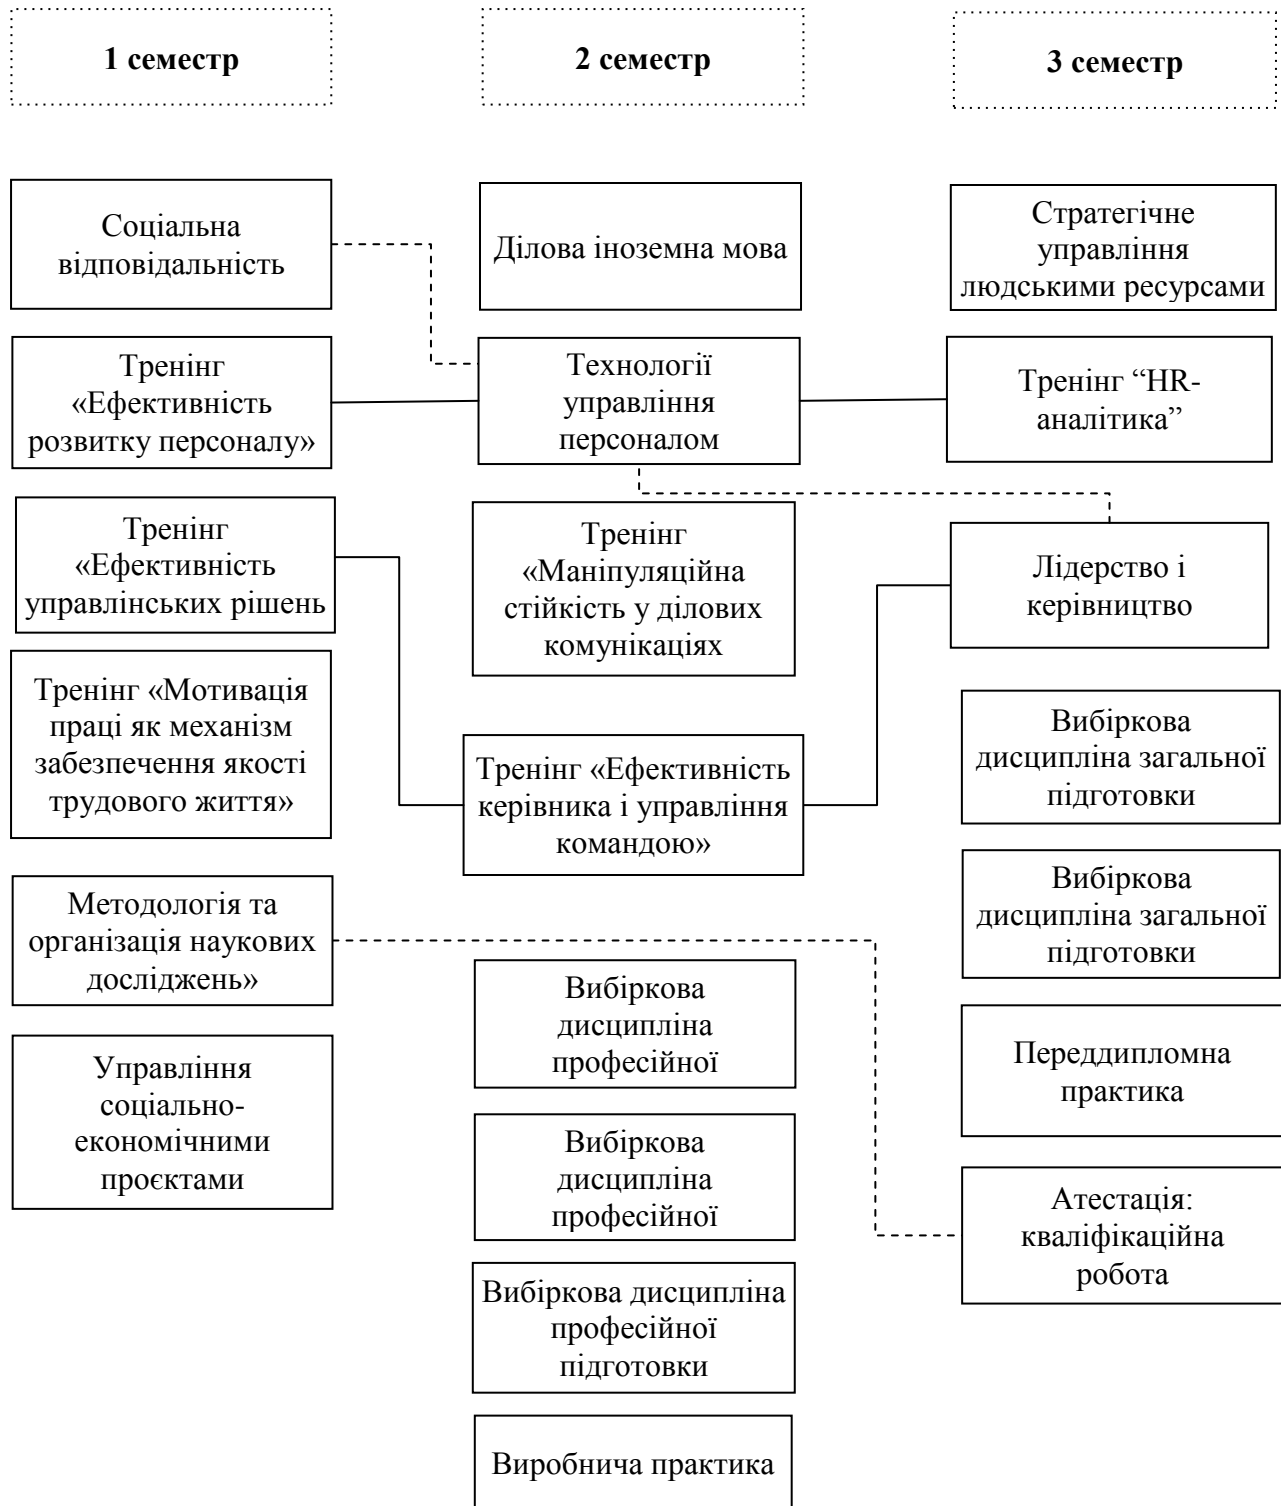 1 семестр
2 семестр
3 семестр
Соціальна
відповідальність
Ділова іноземна мова
Стратегічне
управління
людськими ресурсами
Тренінг
«Ефективність
розвитку персоналу»
Технології
управління
персоналом
Тренінг “HR-
аналітика”
Тренінг
«Ефективність
управлінських рішень
Тренінг
«Маніпуляційна
стійкість у ділових
комунікаціях
Лідерство і
керівництво
Тренінг «Мотивація
праці як механізм
забезпечення якості
трудового життя»
Тренінг «Ефективність
керівника і управління
командою»
Вибіркова
дисципліна загальної
підготовки
Методологія та
організація наукових
досліджень»
Вибіркова
дисципліна загальної
підготовки
Вибіркова
дисципліна
професійної
Переддипломна
практика
Управління
соціально-
економічними
проєктами
Вибіркова
дисципліна
професійної
Атестація:
кваліфікаційна
робота
Вибіркова дисципліна
професійної
підготовки
Виробнича практика